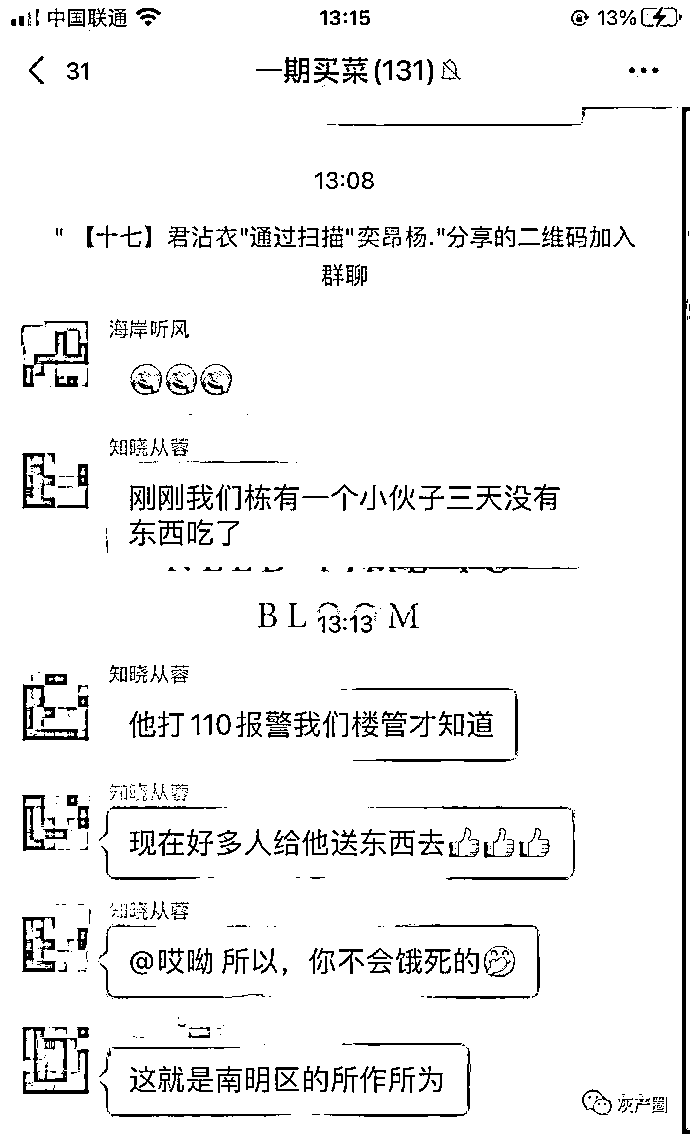 中国联通 13:15 13%
31 一期买菜(131)
13:08
"【十七】君沾衣"通过扫描"奕昂杨."分享的二维码加入
群聊
海岸听风
知晓从蓉
刚刚我们栋有一个小伙子三天没有
东西吃了
BLOOM
13:13
知晓从蓉
他打110报警我们楼管才知道
知晓从蓉
现在好多人给他送东西去👍👍👍
知晓从蓉
@哎呦 所以，你不会饿死的
这就是南明区的所作所为
灰产圈